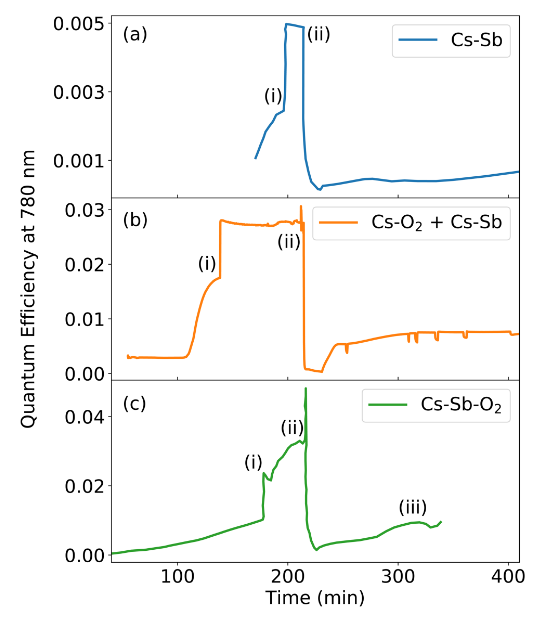 Quantum Efficiency at 780 nm
(a)
Cs-Sb
(i)
(ii)
0.005
0.003
0.001
(b)
Cs-O₂ + Cs-Sb
(i)
(ii)
0.03
0.02
0.01
0.00
(c)
Cs-Sb-O₂
(i)
(ii)
(iii)
0.04
0.02
0.00
100 200 300 400
Time (min)